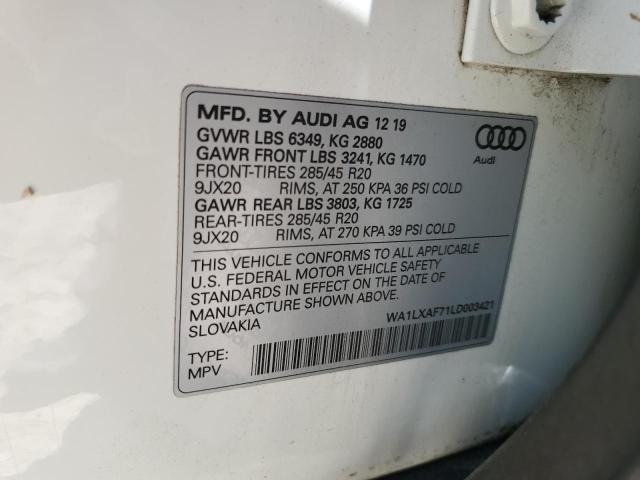 MFD. BY AUDI AG 12 19
GVWR LBS 6349, KG 2880
GAWR FRONT LBS 3241, KG 1470
FRONT-TIRES 285/45 R20
9JX20 RIMS, AT 250 KPA 36 PSI COLD
GAWR REAR LBS 3803, KG 1725
REAR-TIRES 285/45 R20
9JX20 RIMS, AT 270 KPA 39 PSI COLD
Audi
THIS VEHICLE CONFORMS TO ALL APPLICABLE
U.S. FEDERAL MOTOR VEHICLE SAFETY
STANDARDS IN EFFECT ON THE DATE OF
MANUFACTURE SHOWN ABOVE.
SLOVAKIA
WA1LXAF71LD003421
TYPE:
MPV